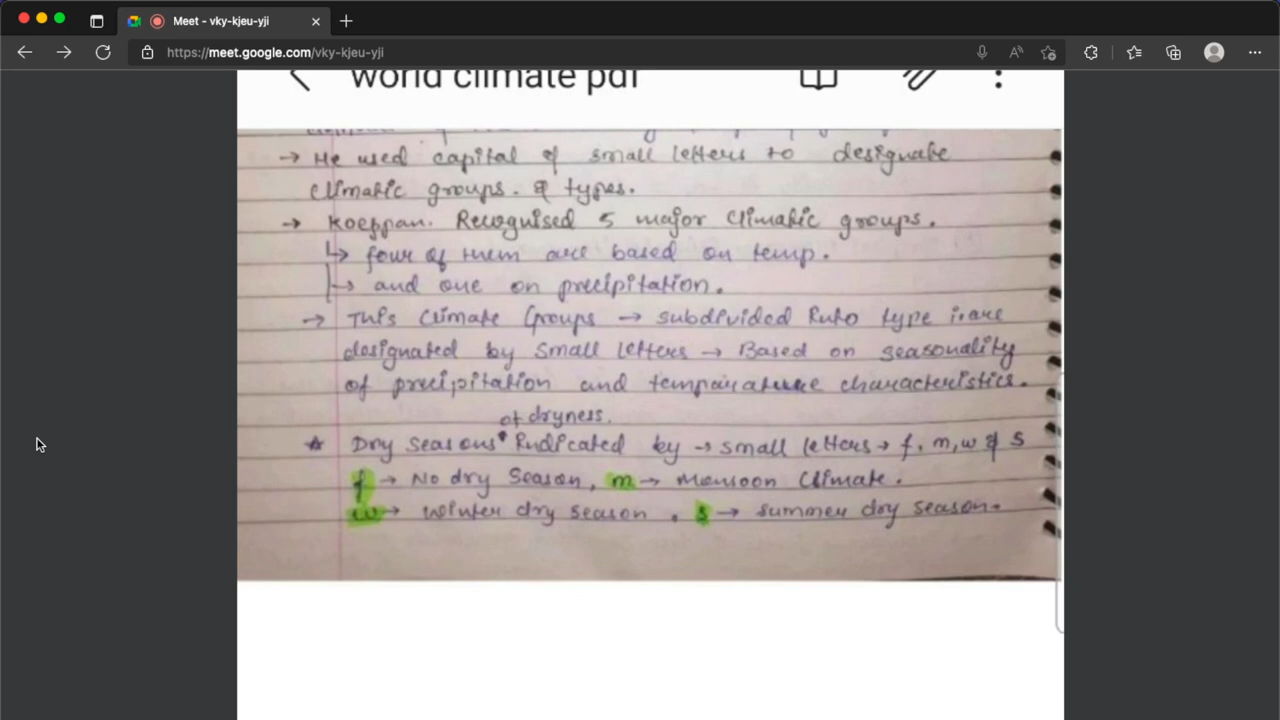 Meet - vky-kjeu-yji
https://meet.google.com/vky-kjeu-yji
world climate pdf
→ He used capital & small letters to designate
Climatic groups. & types.
→ Koeppan. Recognised 5 major Climatic groups.
↳ four of them are based on temp.
↳ and one on precipitation.
→ This Climate Groups → subdivided Into type
designated by small letters → Based on seasonality
of precipitation and characteristics.
of dryness.
☆ Dry seasons Indicated by → small letters → f, m, w & s
f → No dry season, m → Monsoon Climate.
w → winter dry season, s → summer dry season.